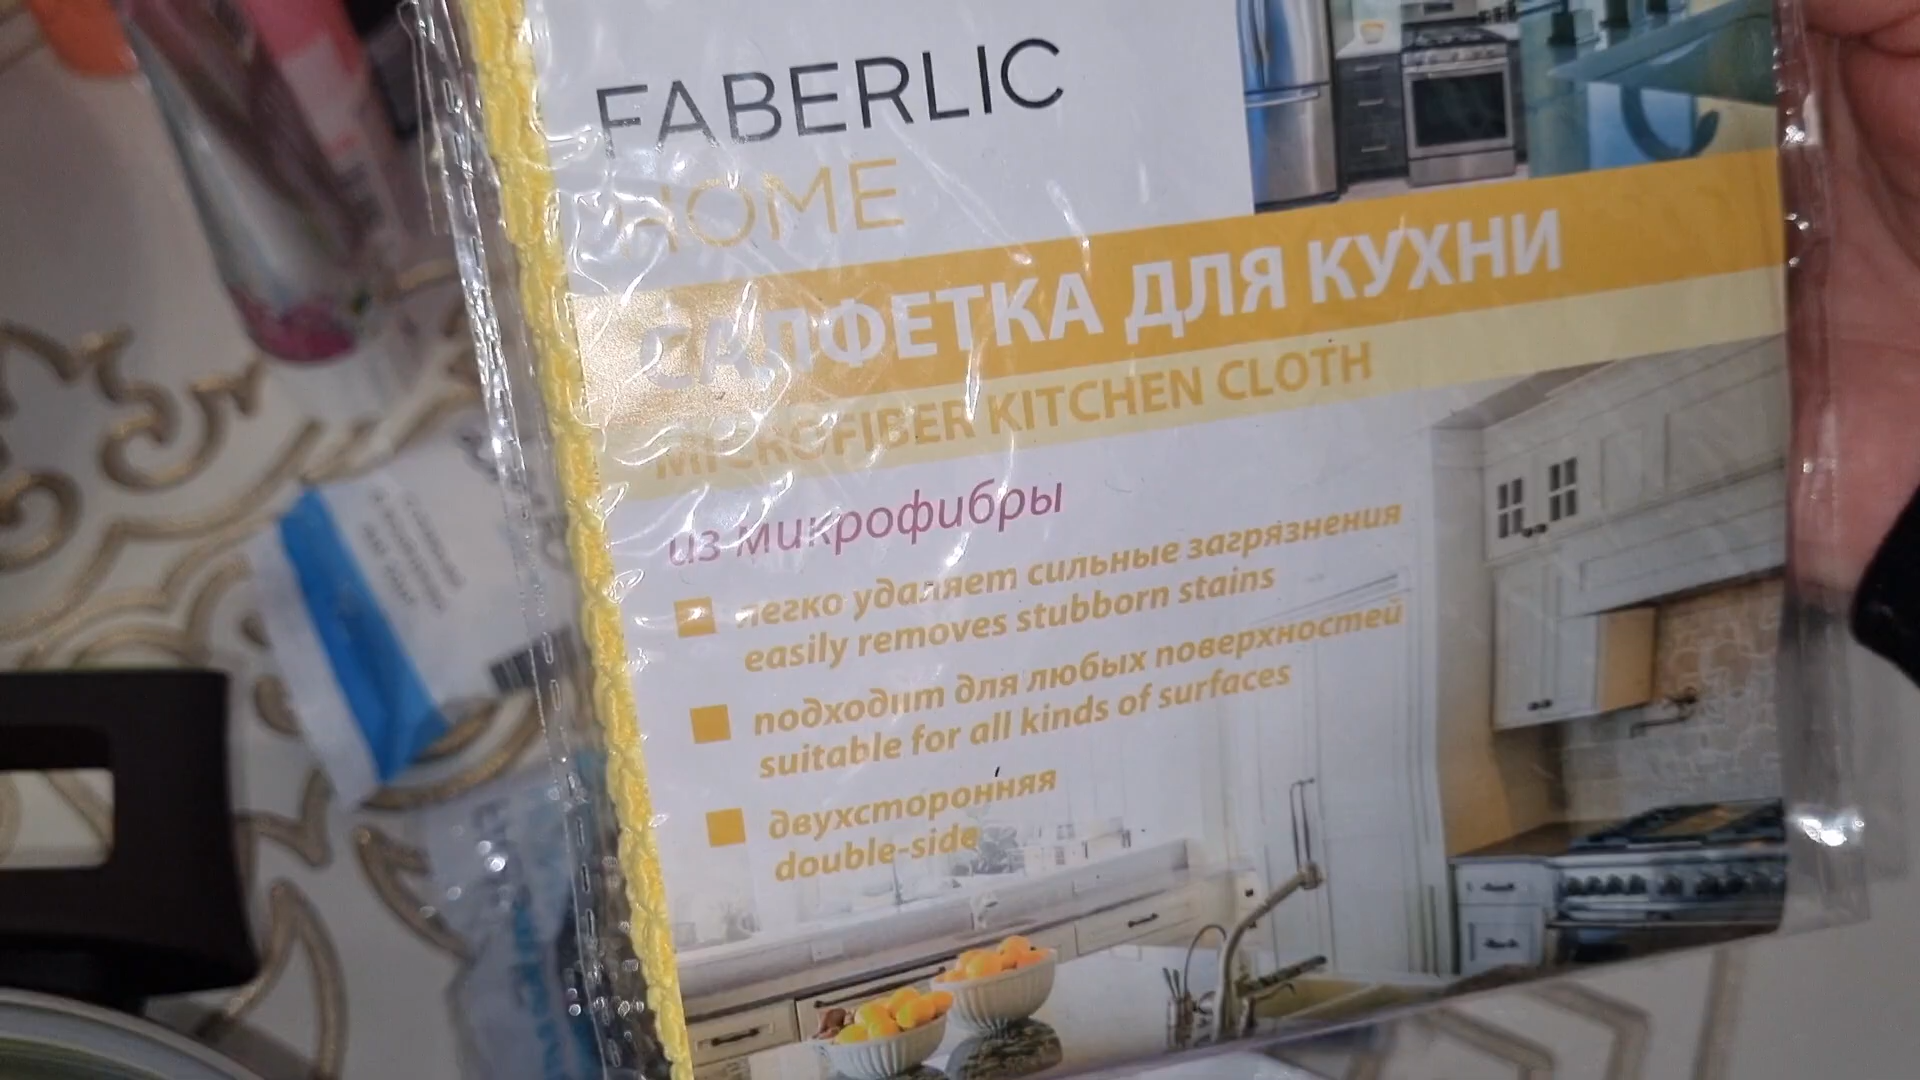 FABERLIC
HOME
САЛФЕТКА ДЛЯ КУХНИ
MICROFIBER KITCHEN CLOTH
из микрофибры
легко удаляет сильные загрязнения
easily removes stubborn stains
подходит для любых поверхностей
suitable for all kinds of surfaces
двухсторонняя
double-side